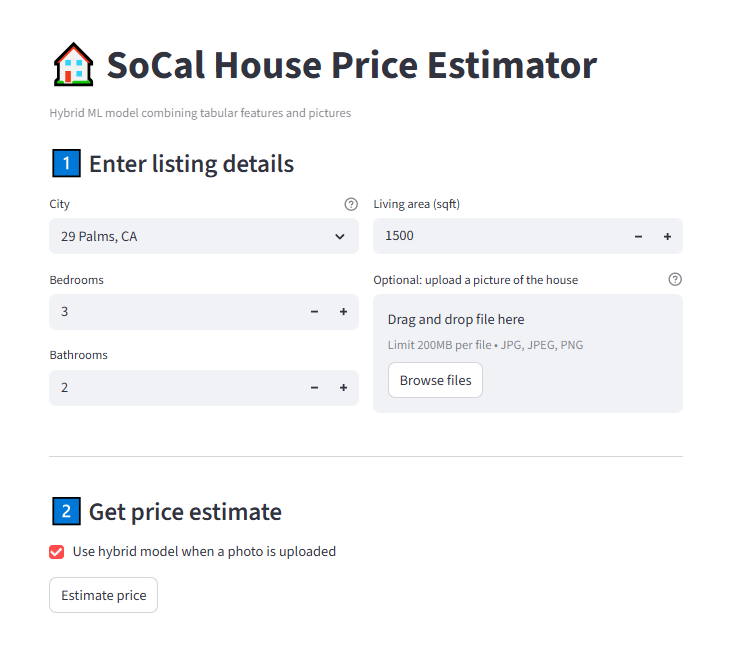 SoCal House Price Estimator
Hybrid ML model combining tabular features and pictures
1 Enter listing details
City
29 Palms, CA
Bedrooms
3
Bathrooms
2
Living area (sqft)
1500
Optional: upload a picture of the house
Drag and drop file here
Limit 200MB per file • JPG, JPEG, PNG
Browse files
2 Get price estimate
Use hybrid model when a photo is uploaded
Estimate price